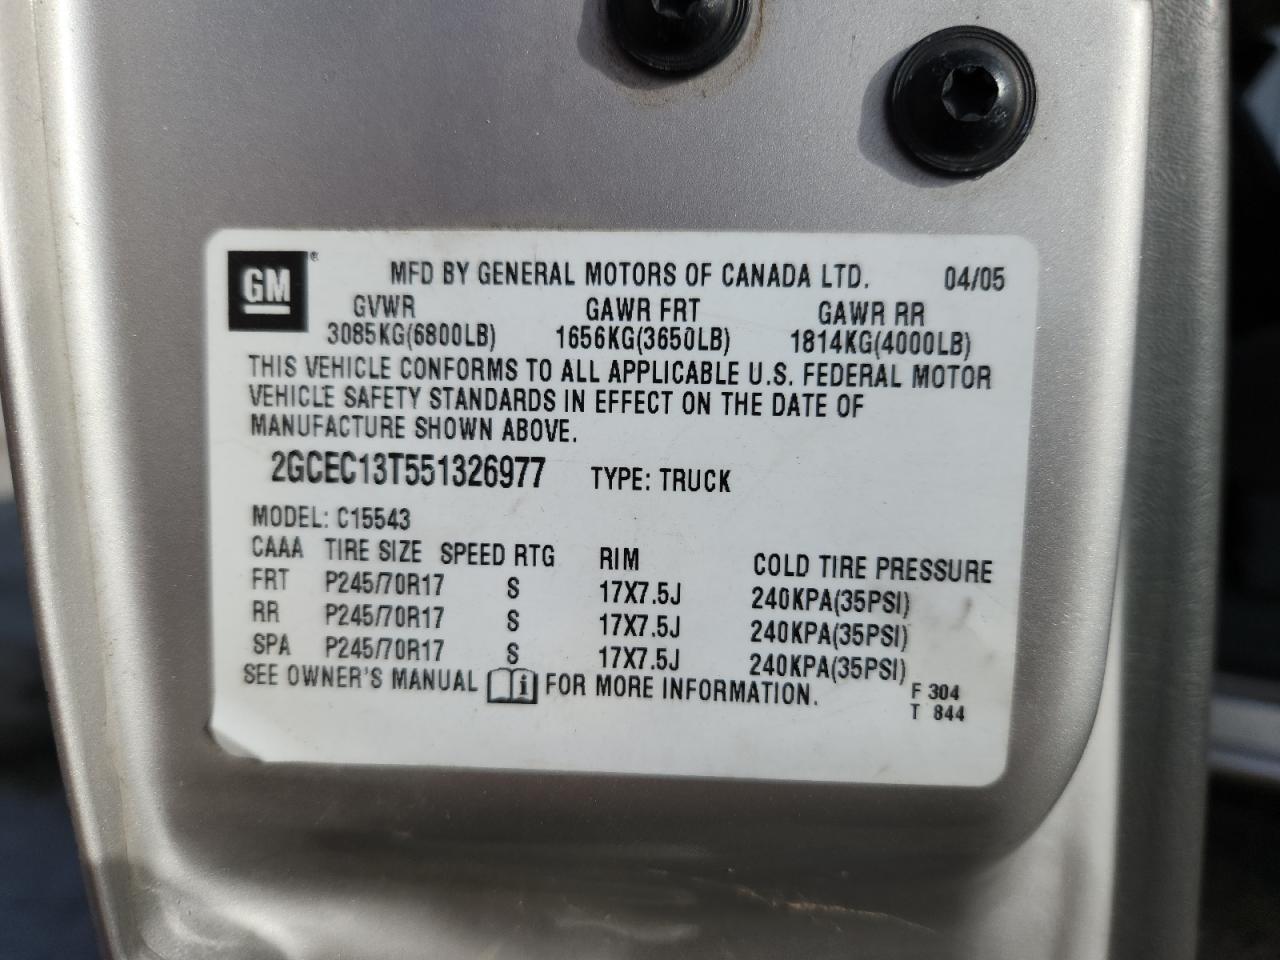 GM®
MFD BY GENERAL MOTORS OF CANADA LTD. 04/05
GVWR GAWR FRT GAWR RR
3085KG(6800LB) 1656KG(3650LB) 1814KG(4000LB)
THIS VEHICLE CONFORMS TO ALL APPLICABLE U.S. FEDERAL MOTOR
VEHICLE SAFETY STANDARDS IN EFFECT ON THE DATE OF
MANUFACTURE SHOWN ABOVE.
2GCEC13T551326977 TYPE: TRUCK
MODEL: C15543
CAAA TIRE SIZE SPEED RTG RIM COLD TIRE PRESSURE
FRT P245/70R17 S 17X7.5J 240KPA(35PSI)
RR P245/70R17 S 17X7.5J 240KPA(35PSI)
SPA P245/70R17 S 17X7.5J 240KPA(35PSI)
SEE OWNER'S MANUAL i FOR MORE INFORMATION.
F 304
T 844